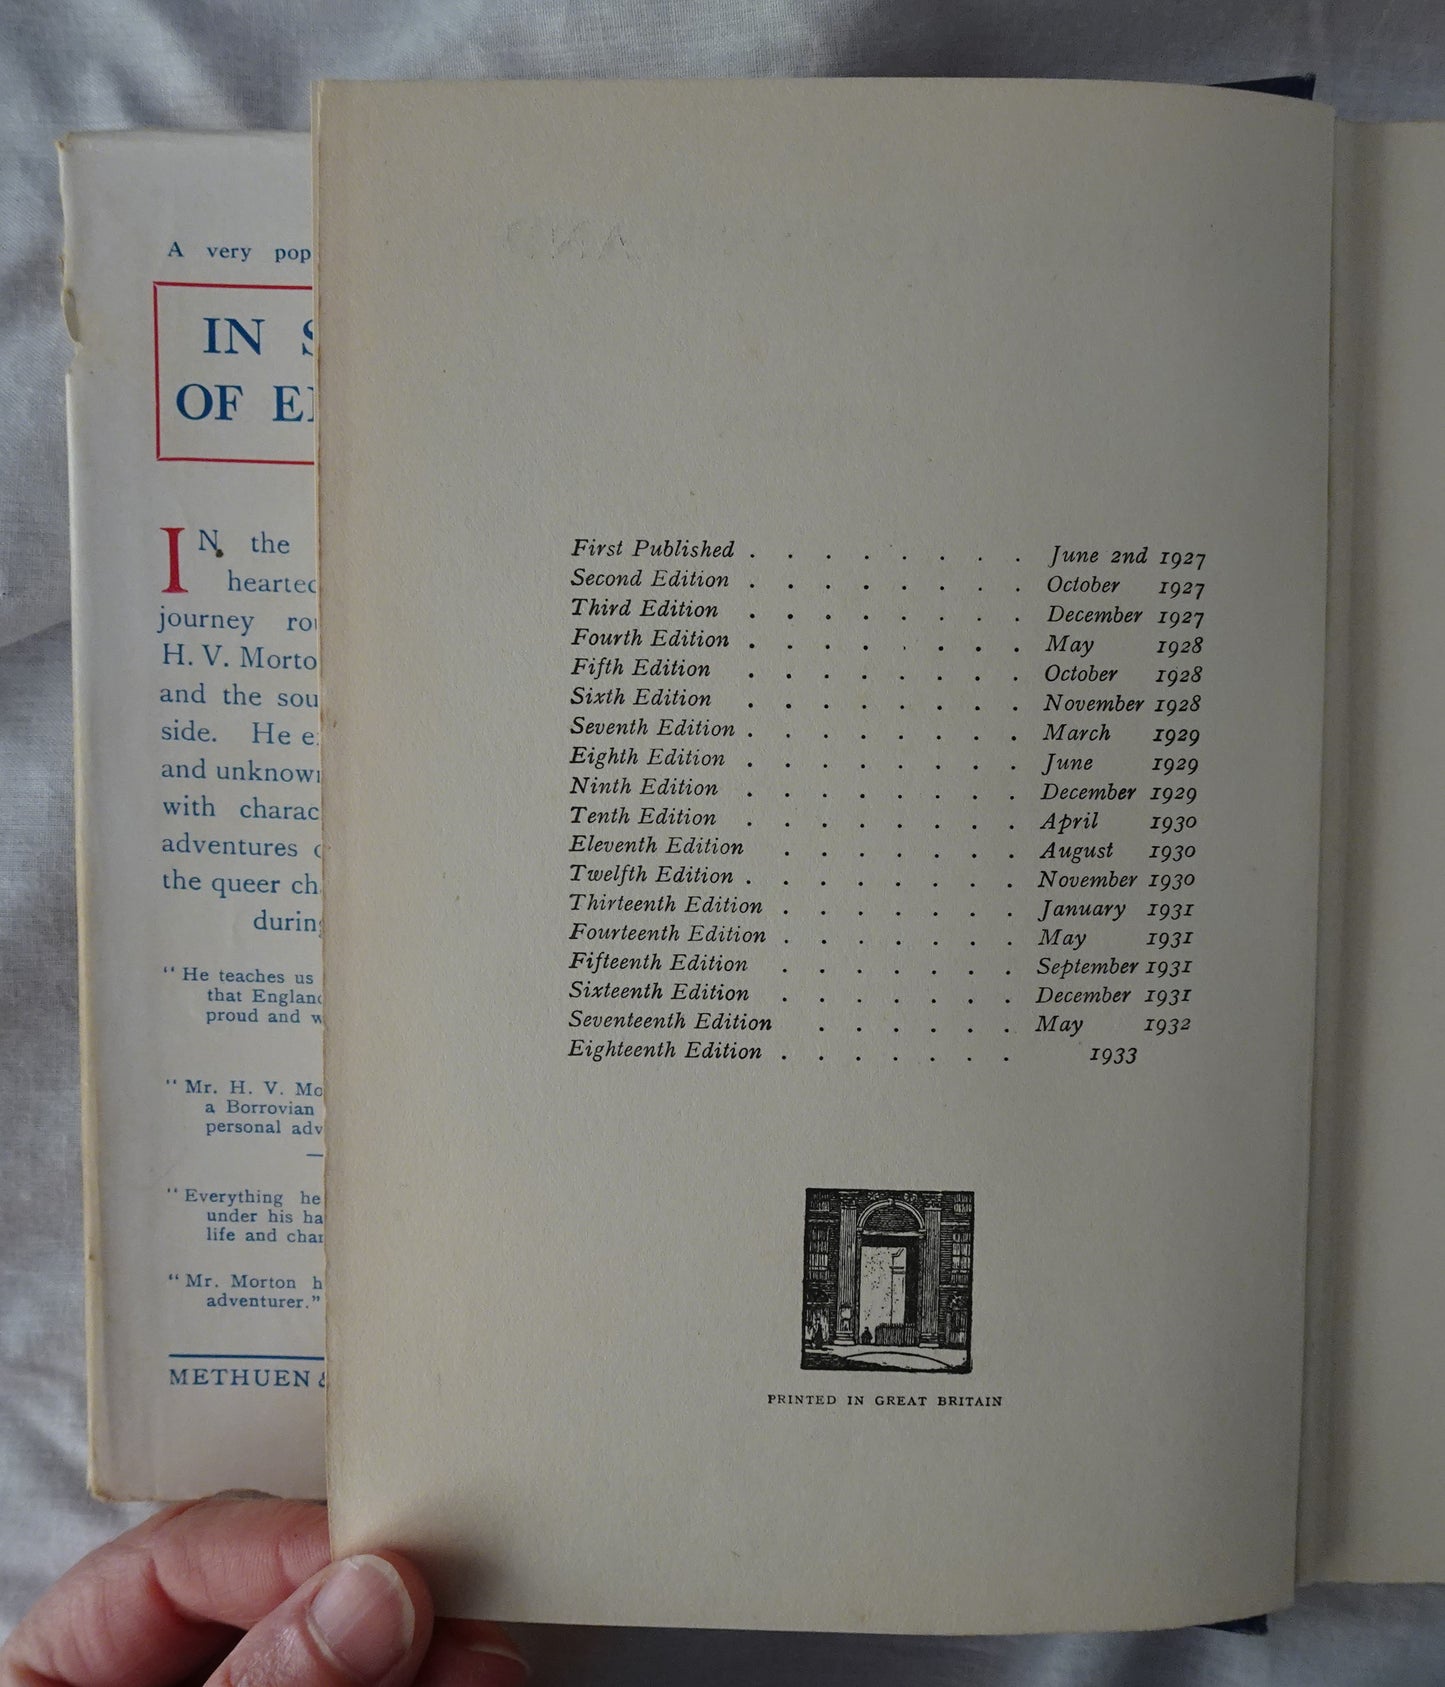 A very pop
IN S
OF E
IN the
hearted
journey ro
H. V. Morto
and the sou
side. He e
and unknown
with charac
adventures
the queer ch
during
" He teaches us
that England
proud and w
" Mr. H. V. Mo
a Borrovian
personal adv
" Everything he
under his ha
life and char
" Mr. Morton h
adventurer."
METHUEN &
First Published . . . . . . . . June 2nd 1927
Second Edition . . . . . . . . October 1927
Third Edition . . . . . . . . December 1927
Fourth Edition . . . . . . . . May 1928
Fifth Edition . . . . . . . . October 1928
Sixth Edition . . . . . . . . November 1928
Seventh Edition . . . . . . . . March 1929
Eighth Edition . . . . . . . . June 1929
Ninth Edition . . . . . . . . December 1929
Tenth Edition . . . . . . . . April 1930
Eleventh Edition . . . . . . . August 1930
Twelfth Edition . . . . . . . . November 1930
Thirteenth Edition . . . . . . . January 1931
Fourteenth Edition . . . . . . . May 1931
Fifteenth Edition . . . . . . . September 1931
Sixteenth Edition . . . . . . . December 1931
Seventeenth Edition . . . . . . May 1932
Eighteenth Edition . . . . . . . 1933
PRINTED IN GREAT BRITAIN